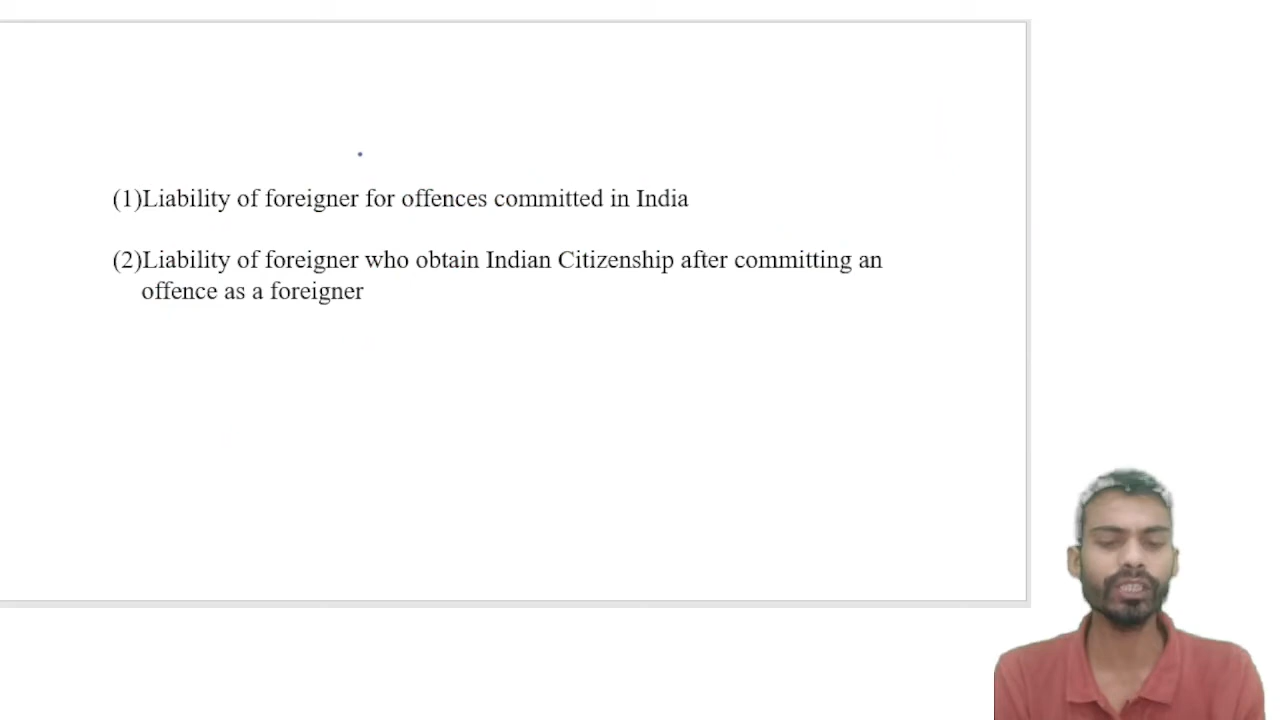 (1)Liability of foreigner for offences committed in India
(2)Liability of foreigner who obtain Indian Citizenship after committing an
offence as a foreigner